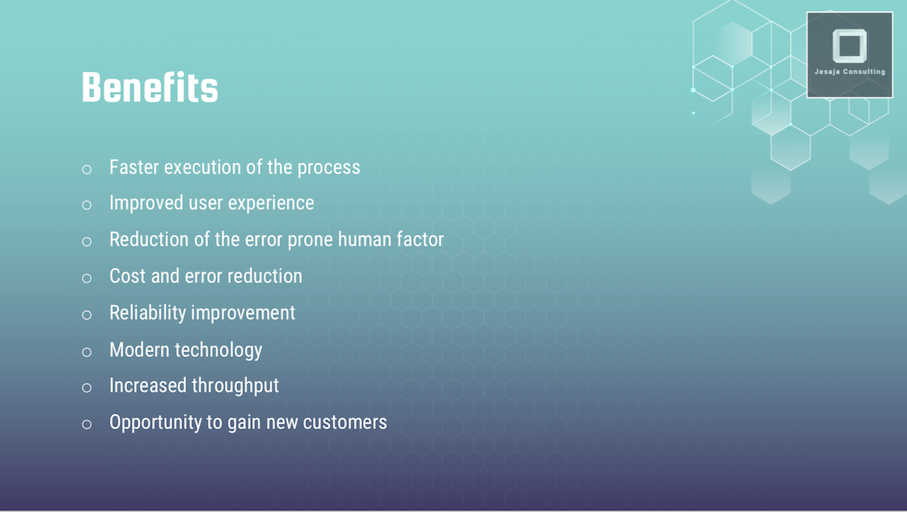 Jesaja Consulting
Benefits
o Faster execution of the process
o Improved user experience
o Reduction of the error prone human factor
o Cost and error reduction
o Reliability improvement
o Modern technology
o Increased throughput
o Opportunity to gain new customers